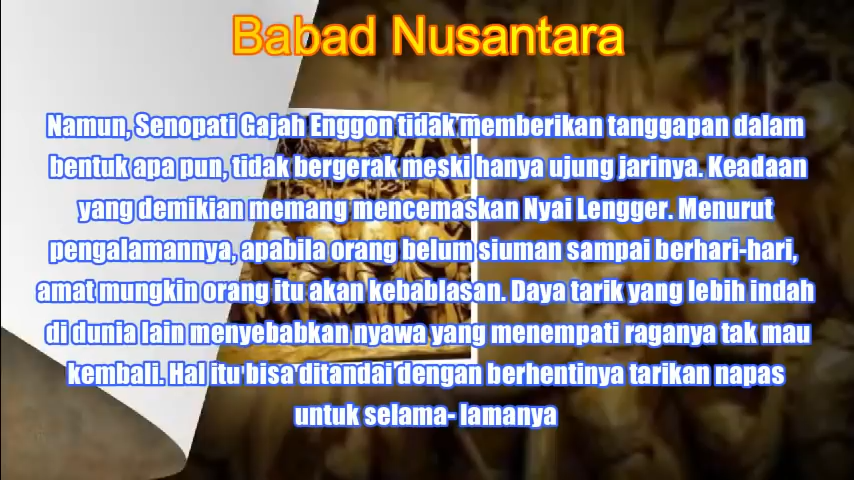 Babad Nusantara
Namun, Senopati Gajah Enggon tidak memberikan tanggapan dalam
bentuk apa pun, tidak bergerak meski hanya ujung jarinya. Keadaan
yang demikian memang mencemaskan Nyai Lengger. Menurut
pengalamannya, apabila orang belum siuman sampai berhari-hari,
amat mungkin orang itu akan kebablasan. Daya tarik yang lebih indah
di dunia lain menyebabkan nyawa yang menempati raganya tak mau
kembali. Hal itu bisa ditandai dengan berhentinya tarikan napas
untuk selama- lamanya